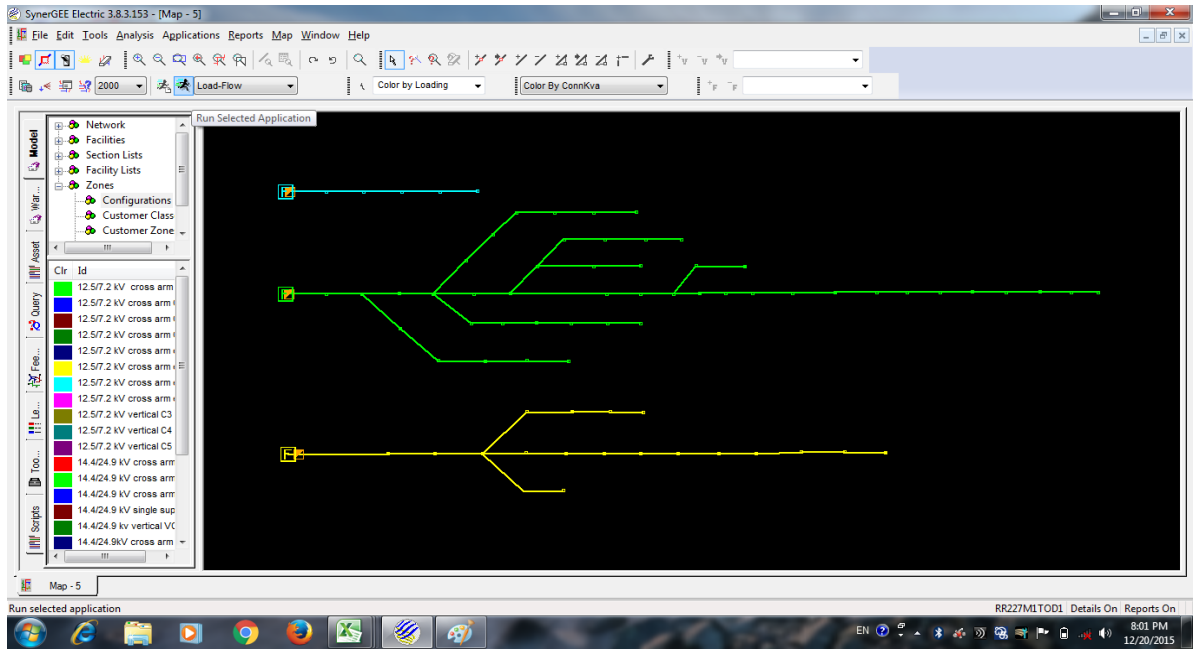 SynerGEE Electric 3.8.3.153 - [Map - 5]
File Edit Tools Analysis Applications Reports Map Window Help
2000 Load-Flow Color by Loading Color By ConnKva
Run Selected Application
Model
War...
Asset
Query
Fee...
Le...
Too...
Scripts
Network
Facilities
Section Lists
Facility Lists
Zones
Configurations
Customer Class
Customer Zone
Clr Id
12.5/7.2 kV cross arm
12.5/7.2 kV cross arm
12.5/7.2 kV cross arm
12.5/7.2 kV cross arm
12.5/7.2 kV cross arm
12.5/7.2 kV cross arm
12.5/7.2 kV cross arm
12.5/7.2 kV cross arm
12.5/7.2 kV vertical C3
12.5/7.2 kV vertical C4
12.5/7.2 kV vertical C5
14.4/24.9 kV cross arm
14.4/24.9 kV cross arm
14.4/24.9 kV cross arm
14.4/24.9 kV single sup
14.4/24.9 kv vertical VC
14.4/24.9kV cross arm
Map - 5
Run selected application
RR227M1TOD1 Details On Reports On
EN
8:01 PM
12/20/2015